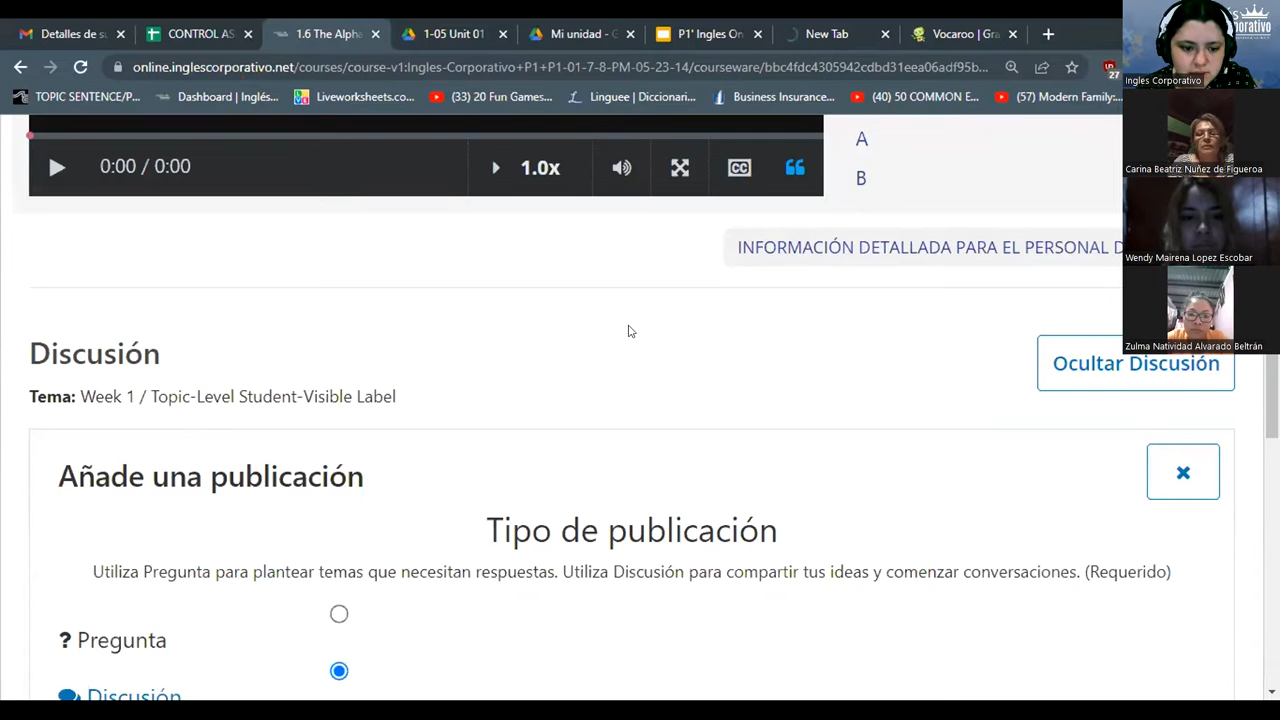 Detalles de su
CONTROL AS
1.6 The Alpha
1-05 Unit 01
Mi unidad - G
P1' Ingles On
New Tab
Vocaroo | Gra
online.inglescorporativo.net/courses/course-v1:Ingles-Corporativo+P1+P1-01-7-8-PM-05-23-14/courseware/bbc4fdc4305942cdbd31eea06adf95b...
27
TOPIC SENTENCE/P...
Dashboard | Inglés...
Liveworksheets.co...
(33) 20 Fun Games...
Linguee | Diccionari...
Business Insurance...
(40) 50 COMMON E...
(57) Modern Family:...
Corporativo
Ingles Corporativo
Carina Beatriz Nuñez de Figueroa
Wendy Mairena Lopez Escobar
Zulma Natividad Alvarado Beltrán
0:00 / 0:00
1.0x
CC
A
B
INFORMACIÓN DETALLADA PARA EL PERSONAL D
Discusión
Ocultar Discusión
Tema: Week 1 / Topic-Level Student-Visible Label
Añade una publicación
Tipo de publicación
Utiliza Pregunta para plantear temas que necesitan respuestas. Utiliza Discusión para compartir tus ideas y comenzar conversaciones. (Requerido)
? Pregunta
Discusión